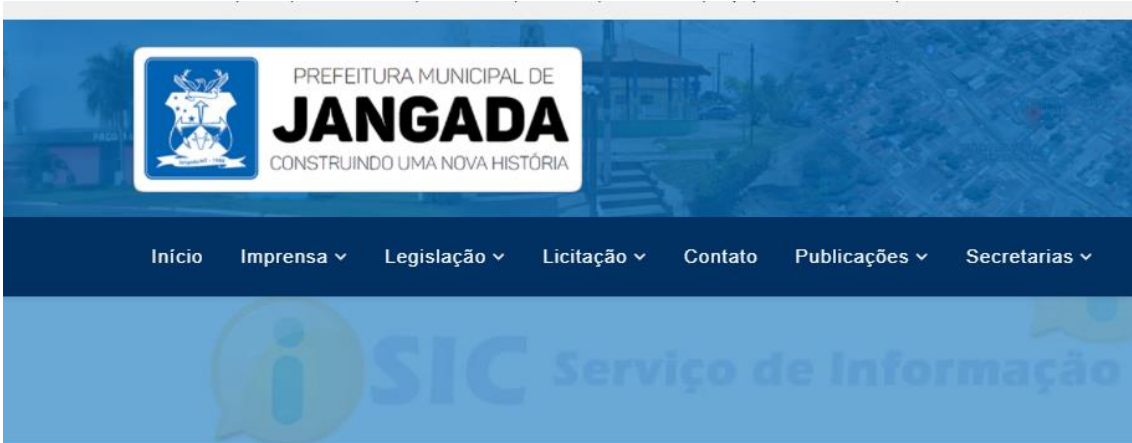 PREFEITURA MUNICIPAL DE
JANGADA
CONSTRUINDO UMA NOVA HISTÓRIA
Início Imprensa Legislação Licitação Contato Publicações Secretarias
SIC Serviço de Informação